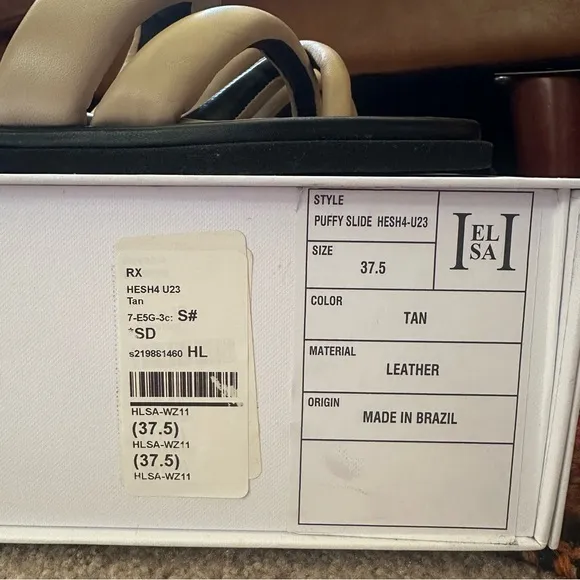 RX
HESH4 U23
Tan
7-E5G-3c: S#
*SD
s219861460 HL
HLSA-WZ11
(37.5)
HLSA-WZ11
(37.5)
HLSA-WZ11
STYLE
PUFFY SLIDE HESH4-U23
EL
SA
SIZE
37.5
COLOR
TAN
MATERIAL
LEATHER
ORIGIN
MADE IN BRAZIL